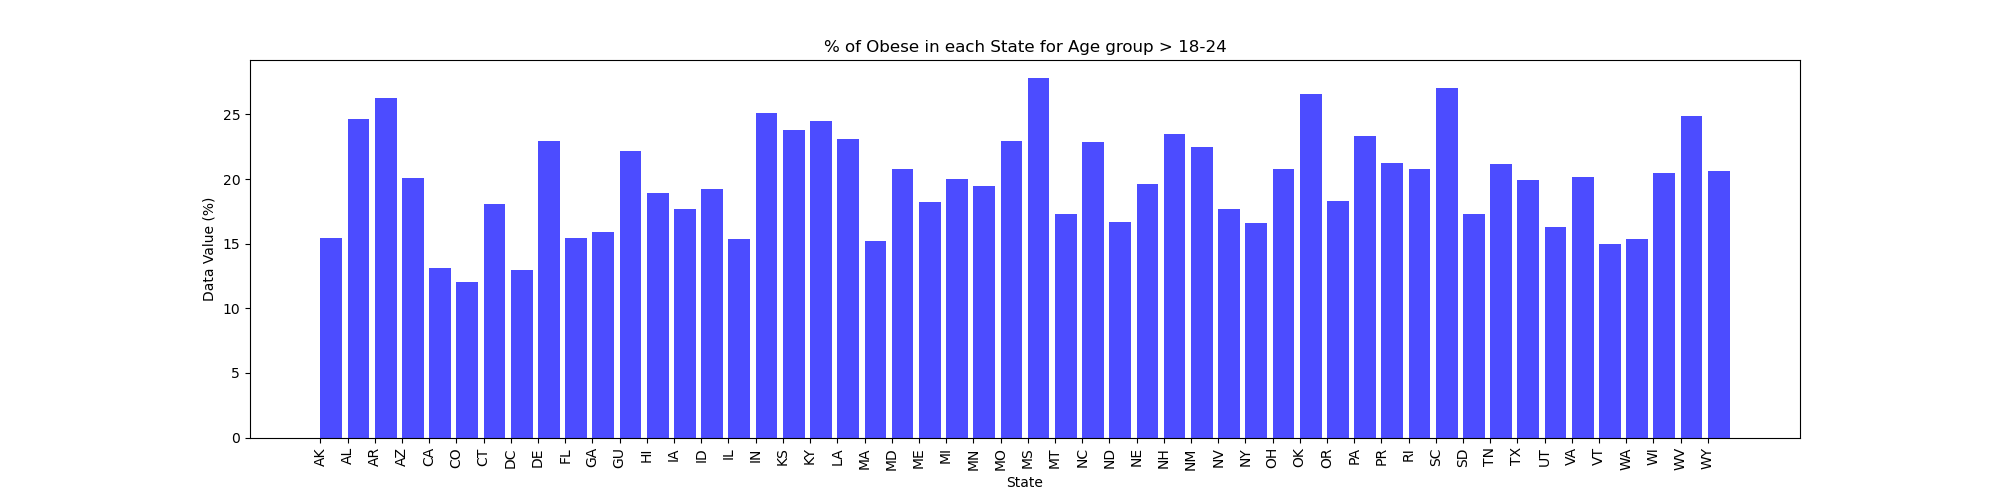 % of Obese in each State for Age group > 18-24
Data Value (%)
25
20
15
10
5
0
AK AL AR AZ CA CO CT DC DE FL GA GU HI IA ID IL IN KS KY LA MA MD ME MI MN MO MS MT NC ND NE NH NM NV NY OH OK OR PA PR RI SC SD TN TX UT VA VT WA WI WV WY
State